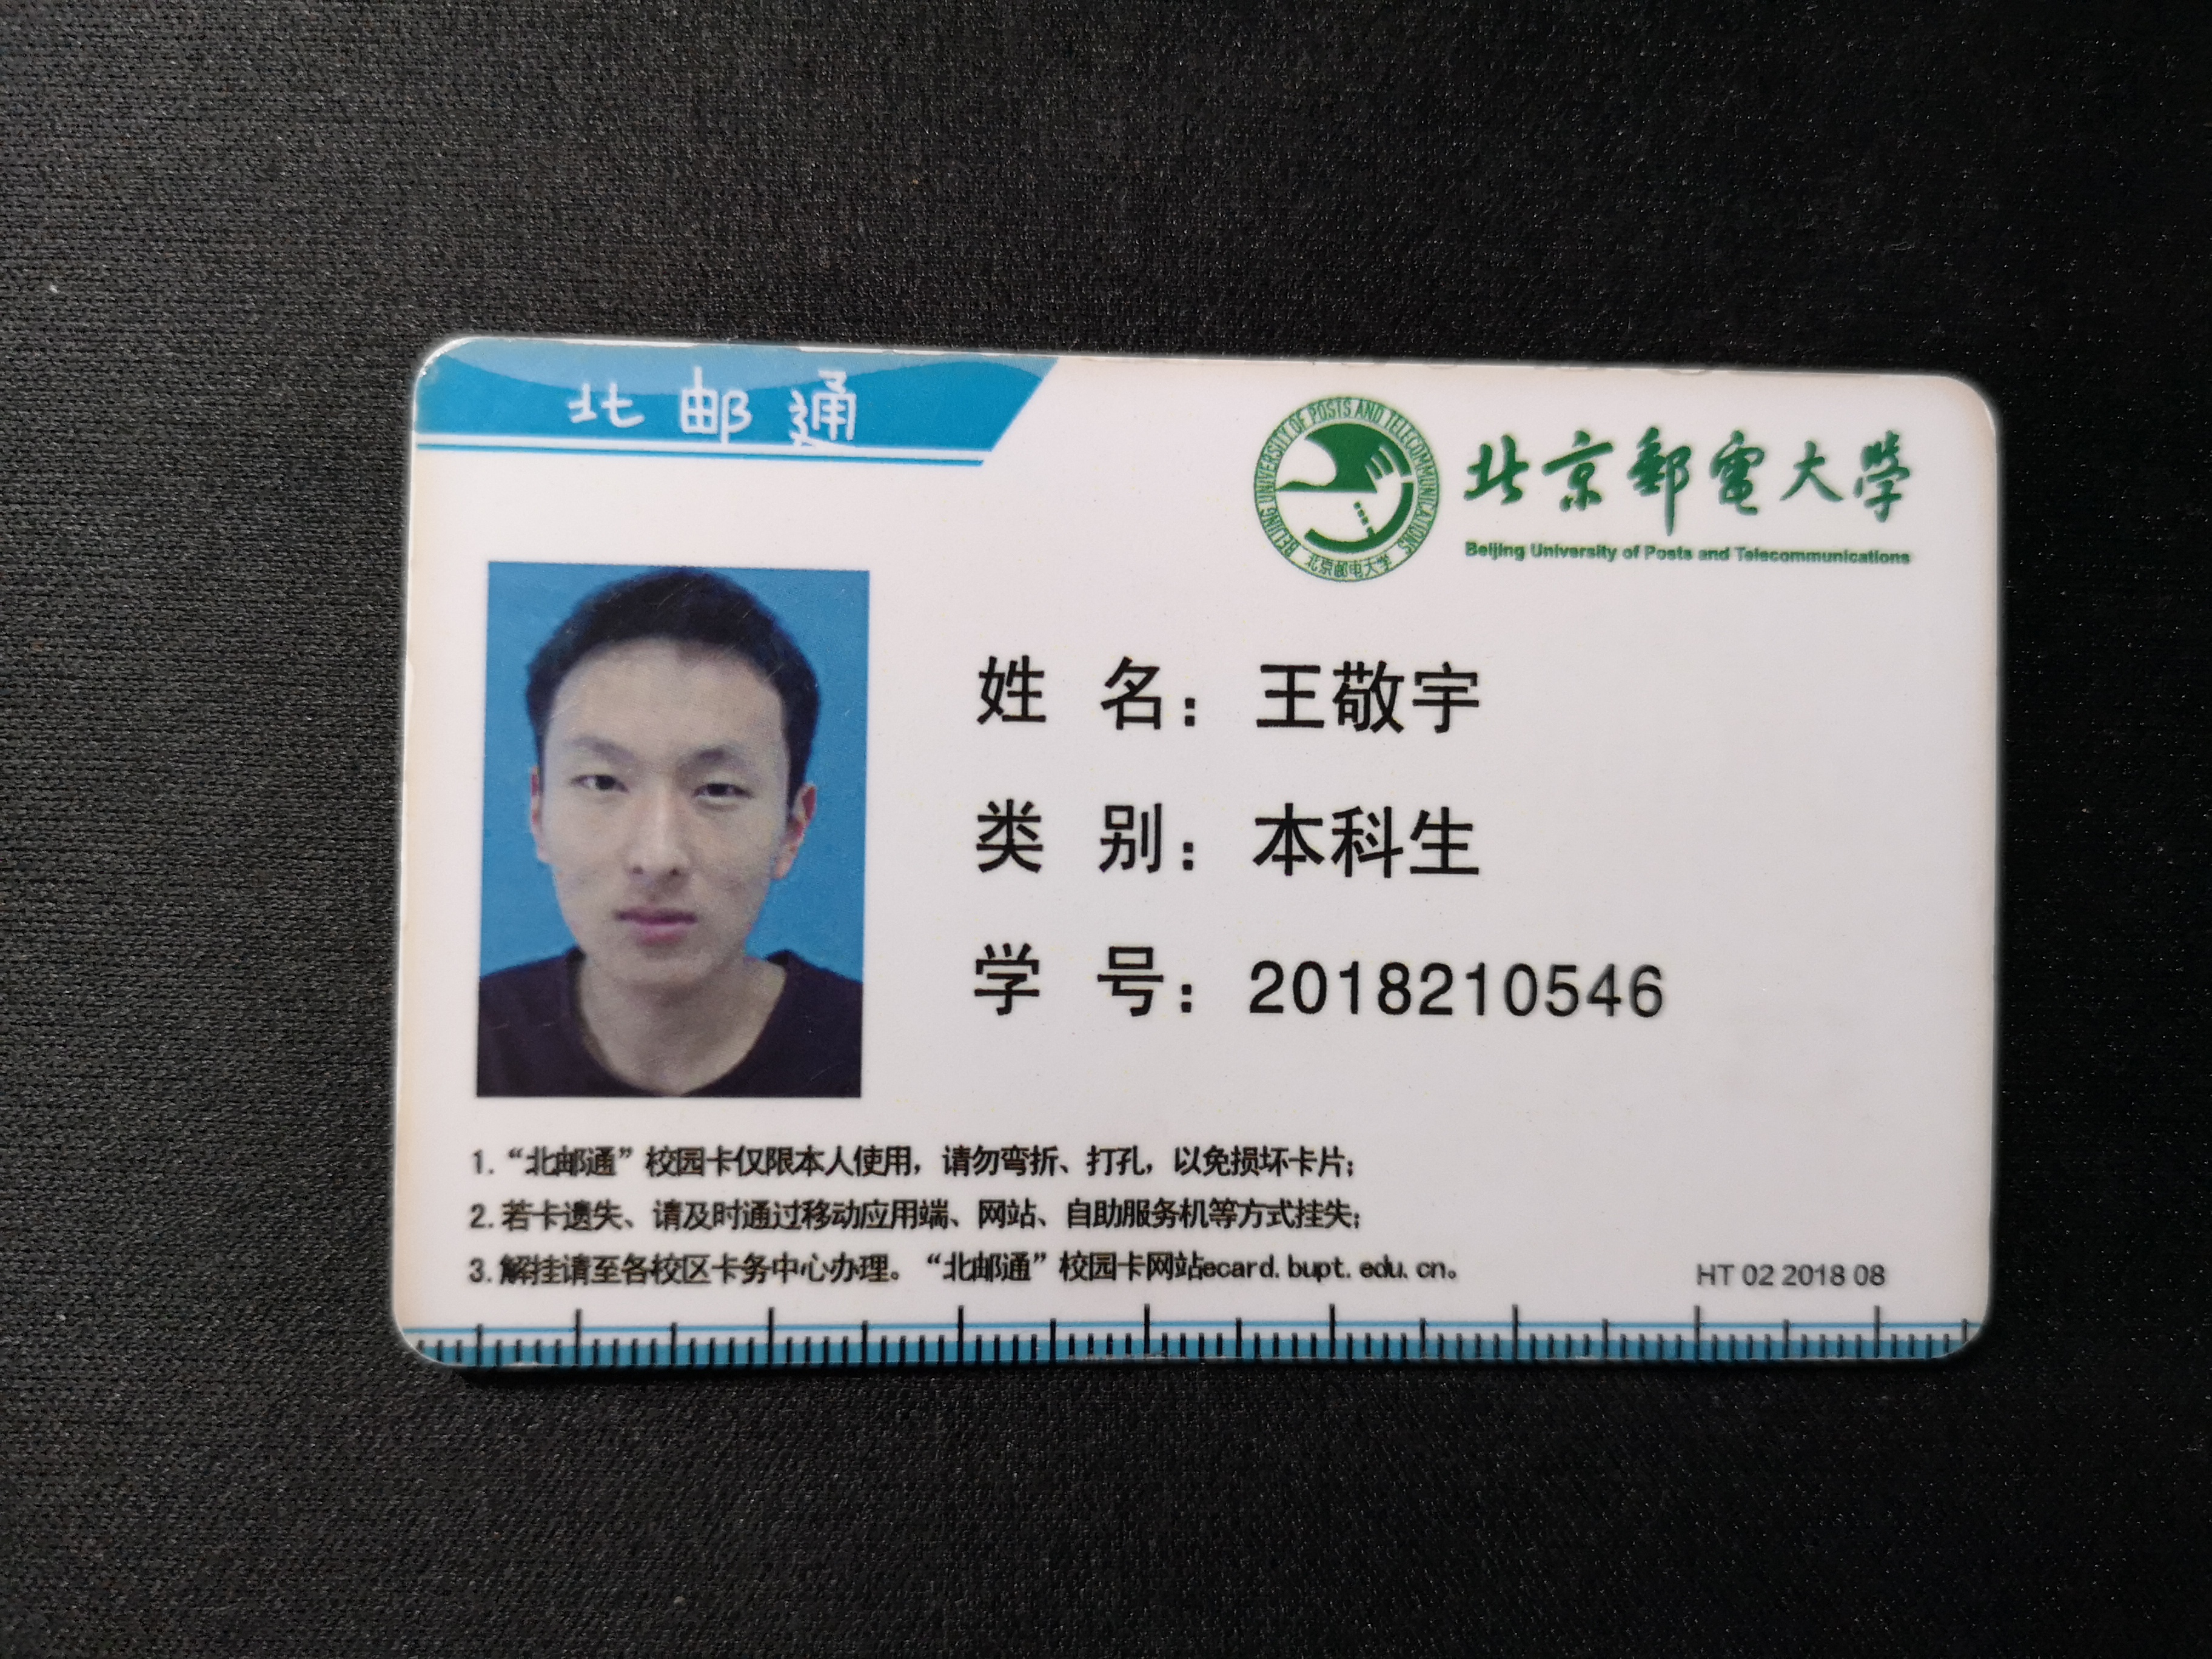 北邮通
BEIJING UNIVERSITY OF POSTS AND TELECOMMUNICATIONS
北京邮电大学
北京郵電大學
Beijing University of Posts and Telecommunications
姓 名：王敬宇
类 别：本科生
学 号：2018210546
1.“北邮通”校园卡仅限本人使用，请勿弯折、打孔，以免损坏卡片；
2.若卡遗失、请及时通过移动应用端、网站、自助服务机等方式挂失；
3.解挂请至各校区卡务中心办理。“北邮通”校园卡网站ecard.bupt.edu.cn。
HT 02 2018 08